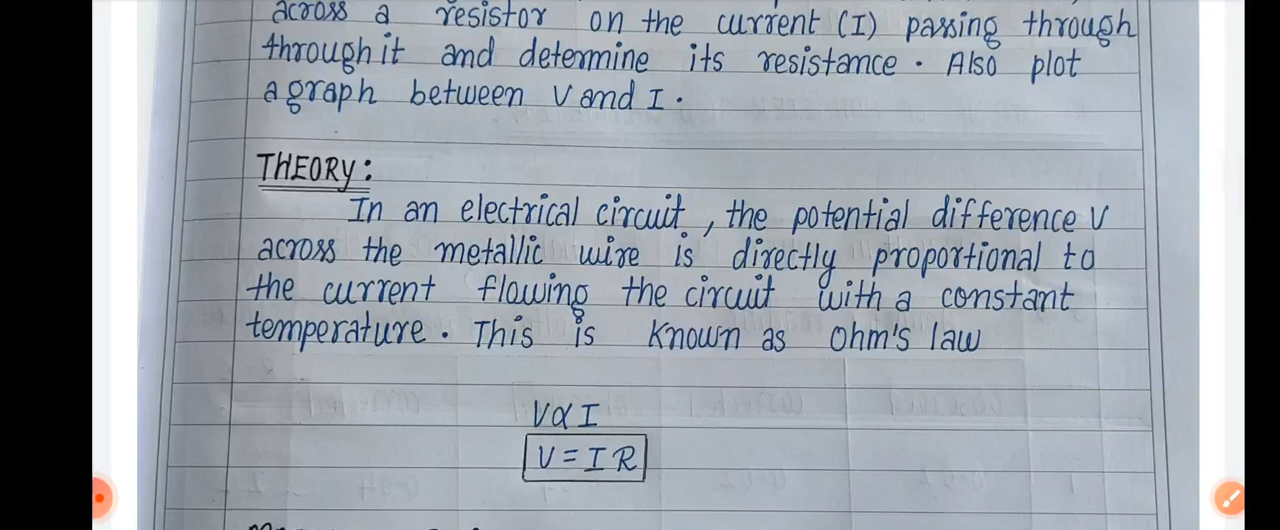 across a resistor on the current (I) passing through
through it and determine its resistance. Also plot
a graph between V and I.
THEORY:
In an electrical circuit, the potential difference V
across the metallic wire is directly proportional to
the current flowing the circuit with a constant
temperature. This is known as Ohm's law
V∝I
V = IR